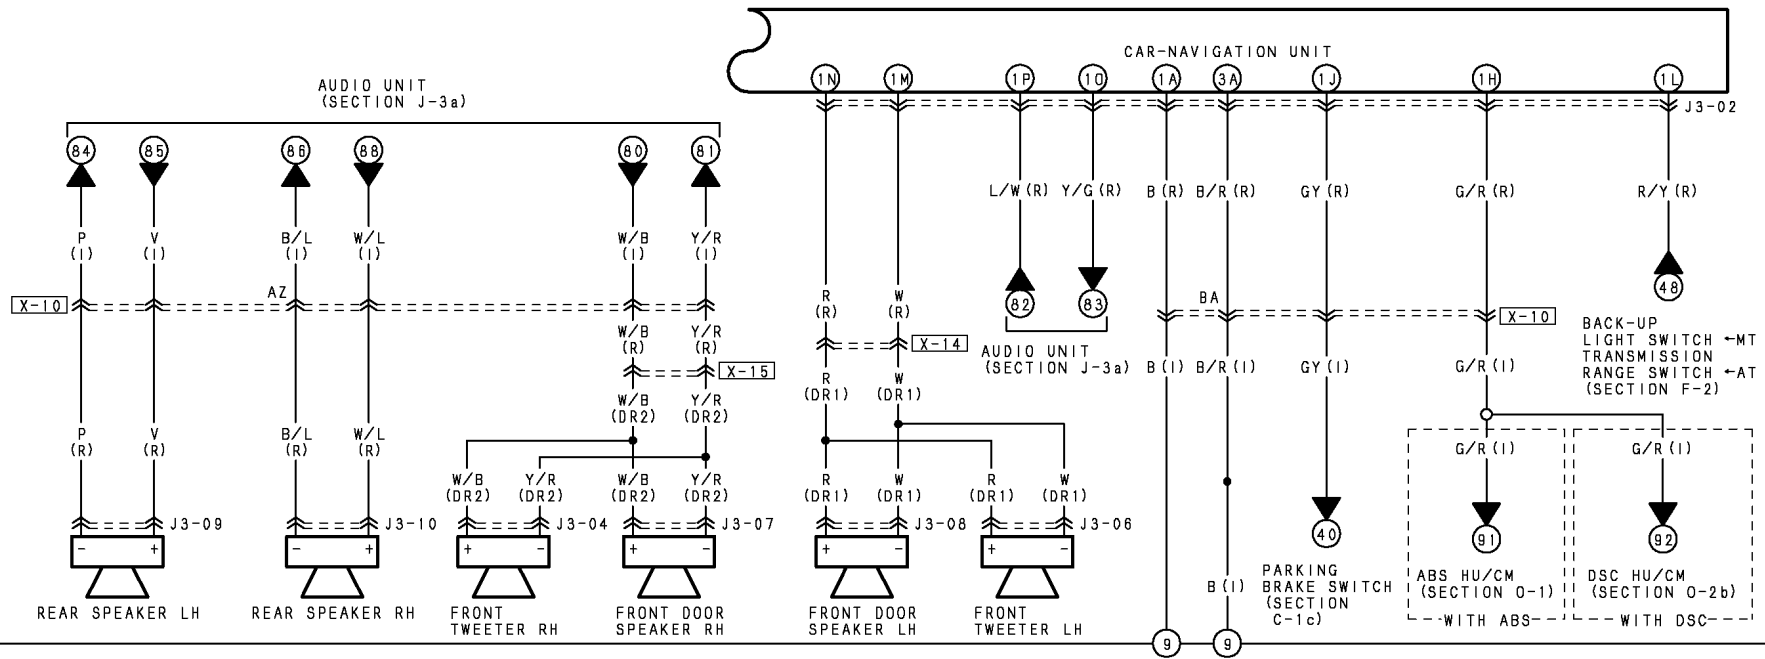 CAR-NAVIGATION UNIT
1N 1M 1P 1O 1A 3A 1J 1H 1L
J3-02
AUDIO UNIT
(SECTION J-3a)
84 85 86 88 80 81
L/W (R) Y/G (R) B (R) B/R (R) GY (R) G/R (R) R/Y (R)
P V B/L W/L W/B Y/R
(I) (I) (I) (I) (I) (I)
X-10 AZ
R W
(R) (R)
82 83 BA 48
X-10
W/B Y/R
(R) (R)
X-14
X-15
AUDIO UNIT
(SECTION J-3a)
B (I) B/R (I) GY (I) G/R (I)
BACK-UP
LIGHT SWITCH ←MT
TRANSMISSION
RANGE SWITCH ←AT
(SECTION F-2)
R W
(DR1) (DR1)
W/B Y/R
(DR2) (DR2)
P V B/L W/L
(R) (R) (R) (R)
G/R (I) G/R (I)
W/B Y/R W/B Y/R R W R W
(DR2) (DR2) (DR2) (DR2) (DR1) (DR1) (DR1) (DR1)
J3-09 J3-10 J3-04 J3-07 J3-08 J3-06
- + - + + - + - + - + -
40 91 92
REAR SPEAKER LH
REAR SPEAKER RH
FRONT
TWEETER RH
FRONT DOOR
SPEAKER RH
FRONT DOOR
SPEAKER LH
FRONT
TWEETER LH
B (I)
PARKING
BRAKE SWITCH
(SECTION
C-1c)
ABS HU/CM
(SECTION O-1)
WITH ABS
DSC HU/CM
(SECTION O-2b)
WITH DSC
9 9